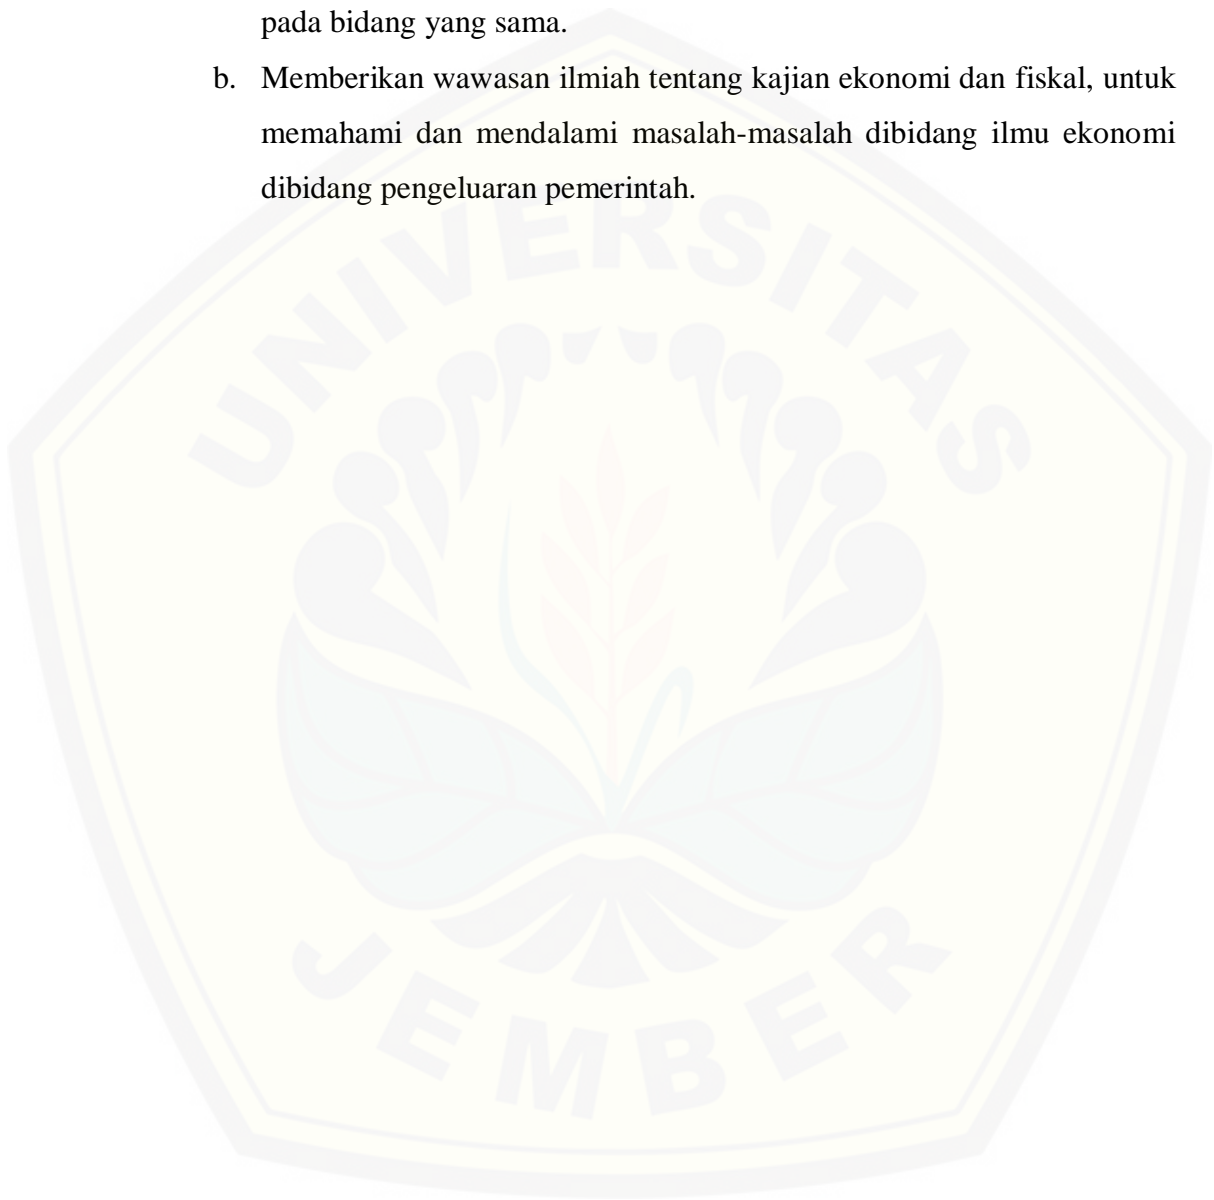 pada bidang yang sama.
b. Memberikan wawasan ilmiah tentang kajian ekonomi dan fiskal, untuk
memahami dan mendalami masalah-masalah dibidang ilmu ekonomi
dibidang pengeluaran pemerintah.
UNIVERSITAS
JEMBER